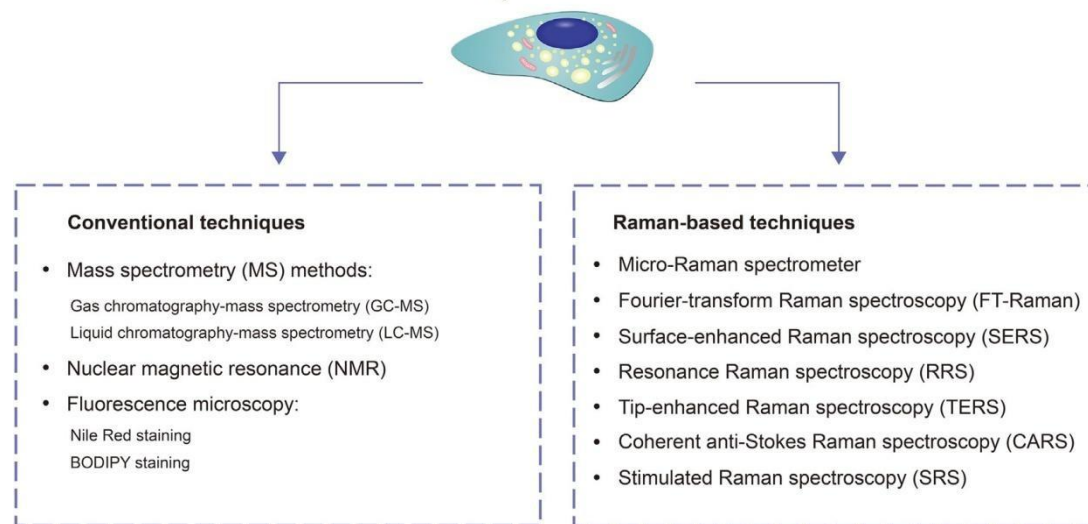 Conventional techniques
• Mass spectrometry (MS) methods:
Gas chromatography-mass spectrometry (GC-MS)
Liquid chromatography-mass spectrometry (LC-MS)
• Nuclear magnetic resonance (NMR)
• Fluorescence microscopy:
Nile Red staining
BODIPY staining
Raman-based techniques
• Micro-Raman spectrometer
• Fourier-transform Raman spectroscopy (FT-Raman)
• Surface-enhanced Raman spectroscopy (SERS)
• Resonance Raman spectroscopy (RRS)
• Tip-enhanced Raman spectroscopy (TERS)
• Coherent anti-Stokes Raman spectroscopy (CARS)
• Stimulated Raman spectroscopy (SRS)